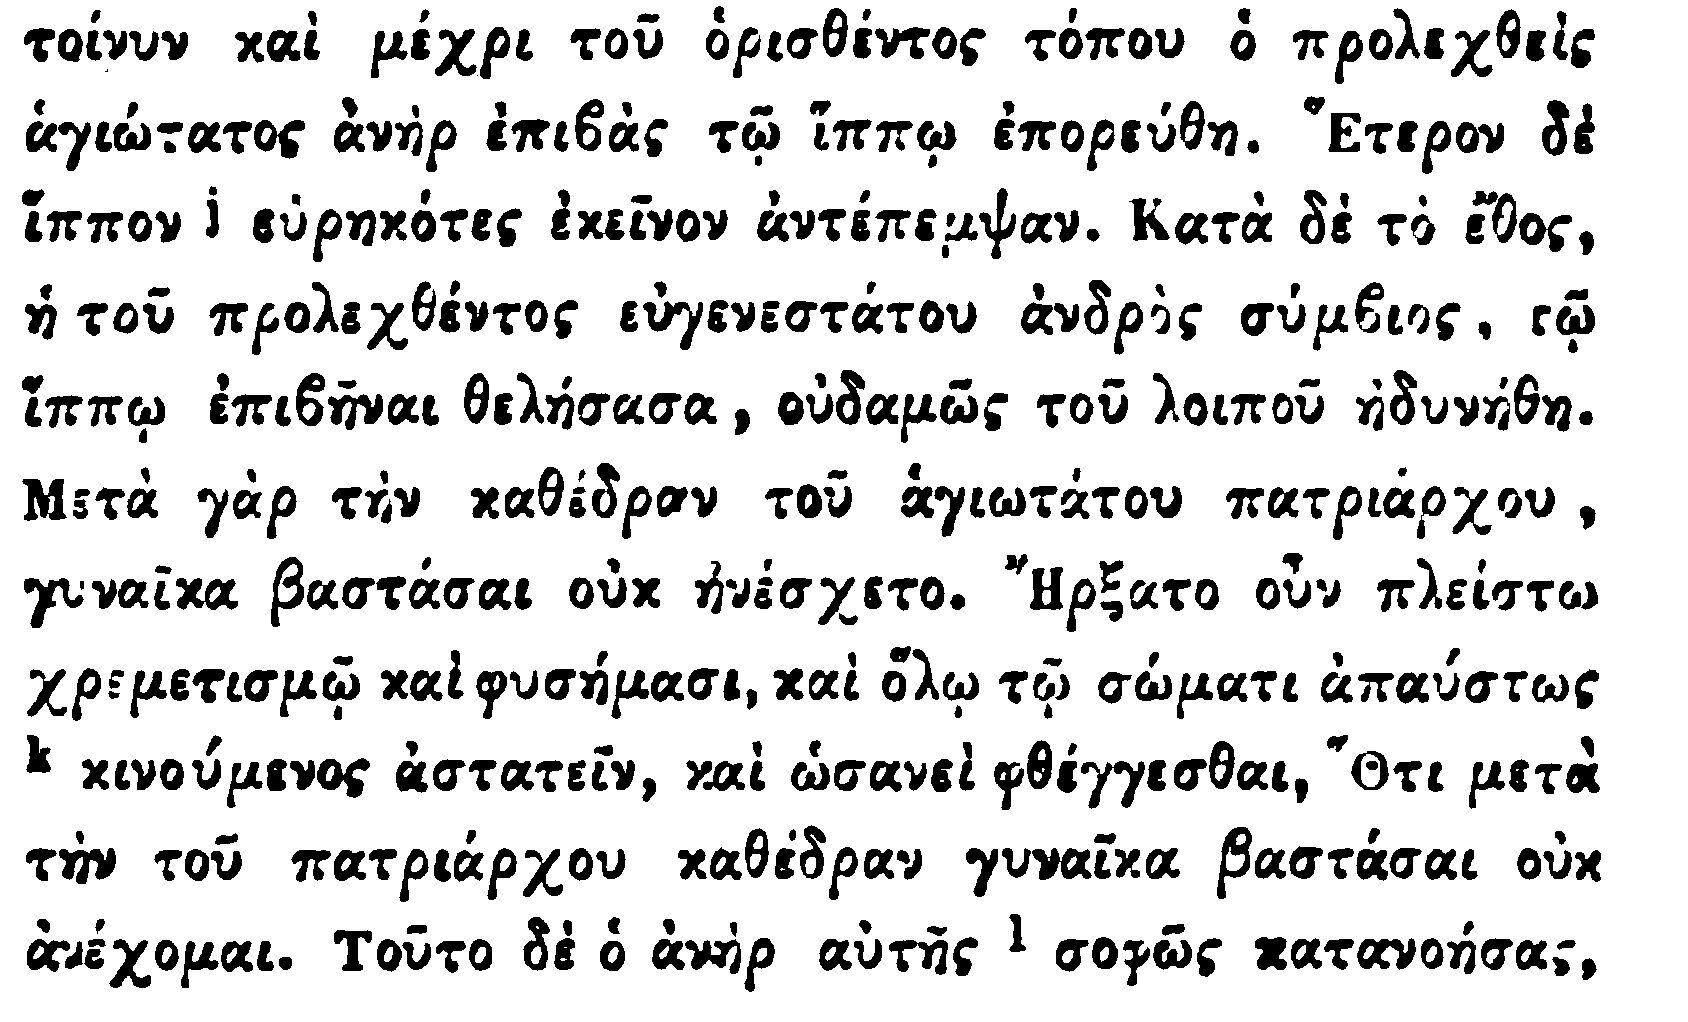 τοίνυν καὶ μέχρι τοῦ ὁρισθέντος τόπου ὁ προλεχθεὶς
ἁγιώτατος ἀνὴρ ἐπιβὰς τῷ ἵππῳ ἐπορεύθη. Ἕτερον δὲ
ἵππον j εὑρηκότες ἐκεῖνον ἀντέπεμψαν. Κατὰ δὲ τὸ ἔθος,
ἡ τοῦ προλεχθέντος εὐγενεστάτου ἀνδρὸς σύμβιος, τῷ
ἵππῳ ἐπιβῆναι θελήσασα, οὐδαμῶς τοῦ λοιποῦ ἠδυνήθη.
Μετὰ γὰρ τὴν καθέδραν τοῦ ἁγιωτάτου πατριάρχου,
γυναῖκα βαστάσαι οὐκ ἠνέσχετο. Ἤρξατο οὖν πλείστω
χρεμετισμῷ καὶ φυσήμασι, καὶ ὅλῳ τῷ σώματι ἀπαύστως
k κινούμενος ἀστατεῖν, καὶ ὡσανεὶ φθέγγεσθαι, Ὅτι μετὰ
τὴν τοῦ πατριάρχου καθέδραν γυναῖκα βαστάσαι οὐκ
ἀνέχομαι. Τοῦτο δὲ ὁ ἀνὴρ αὐτῆς l σοφῶς κατανοήσας,